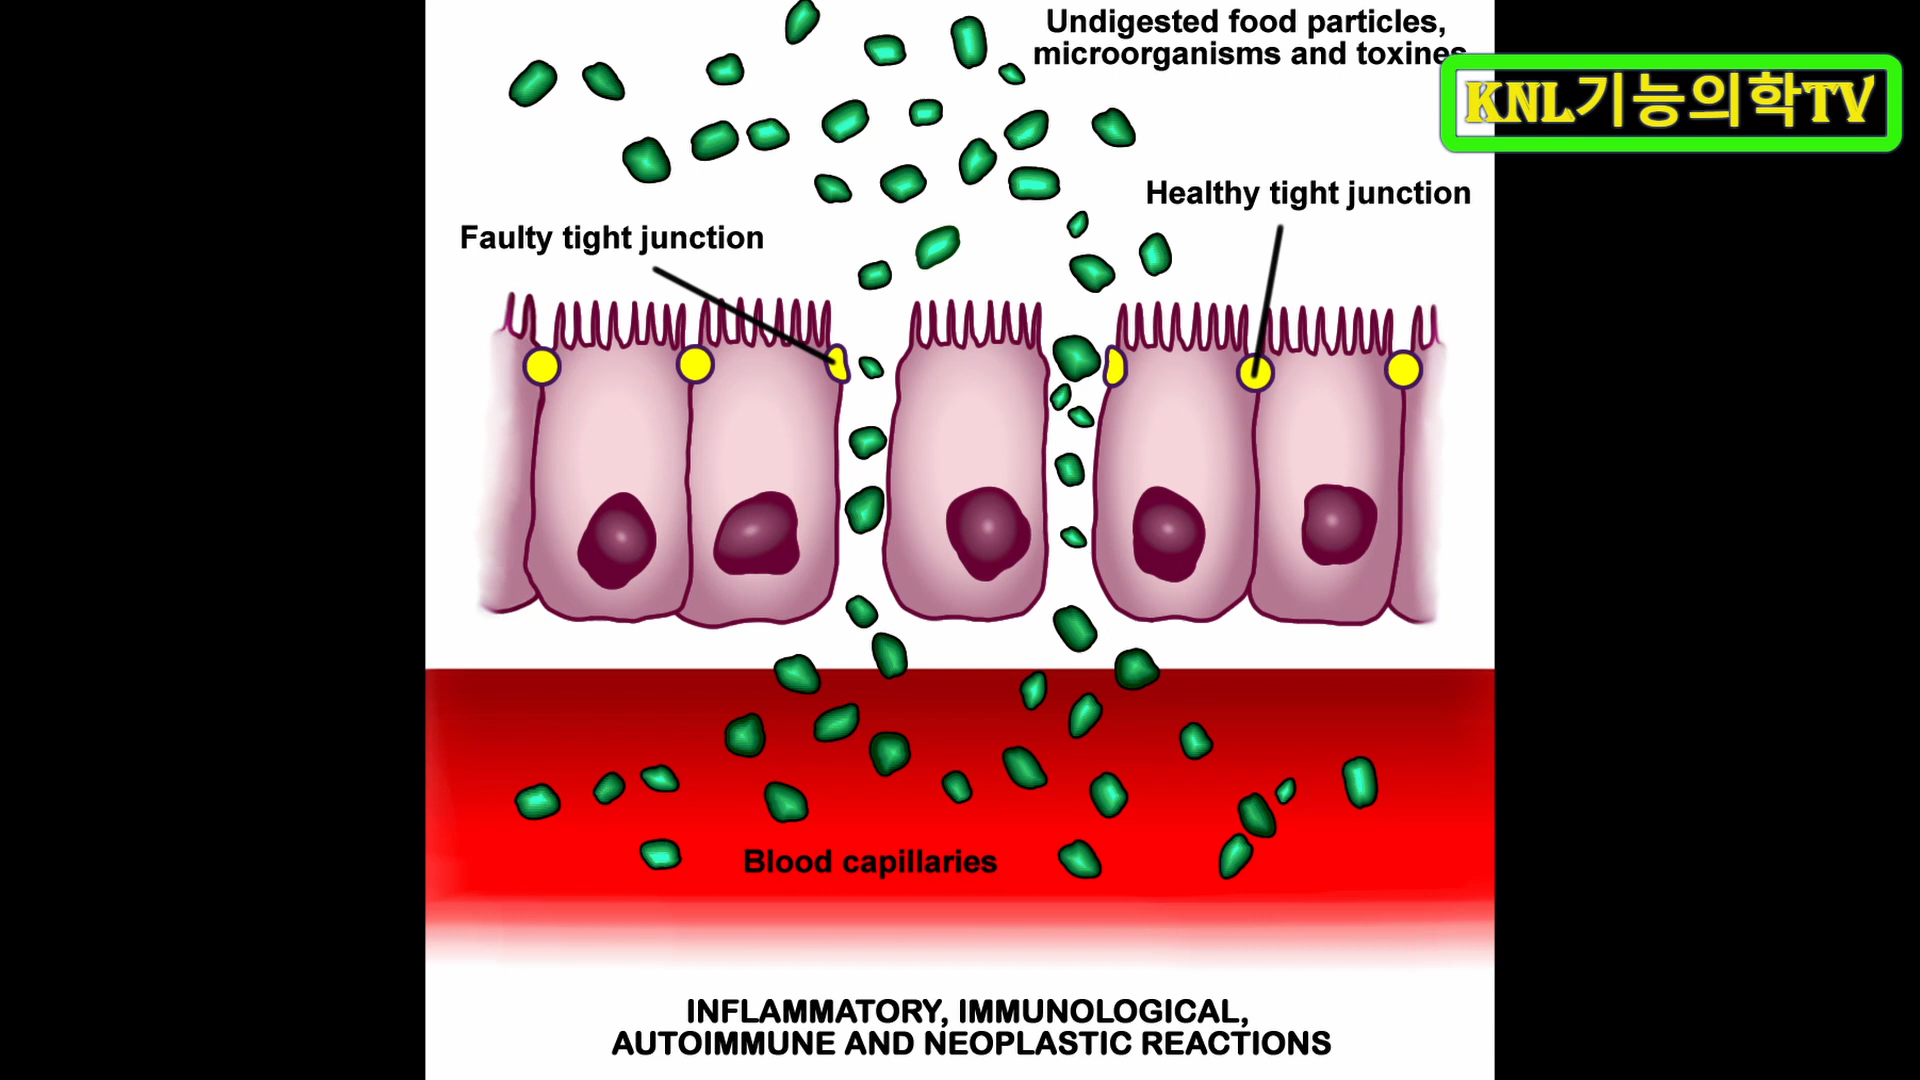 Undigested food particles,
microorganisms and toxines
KNL기능의학TV
Healthy tight junction
Faulty tight junction
Blood capillaries
INFLAMMATORY, IMMUNOLOGICAL,
AUTOIMMUNE AND NEOPLASTIC REACTIONS